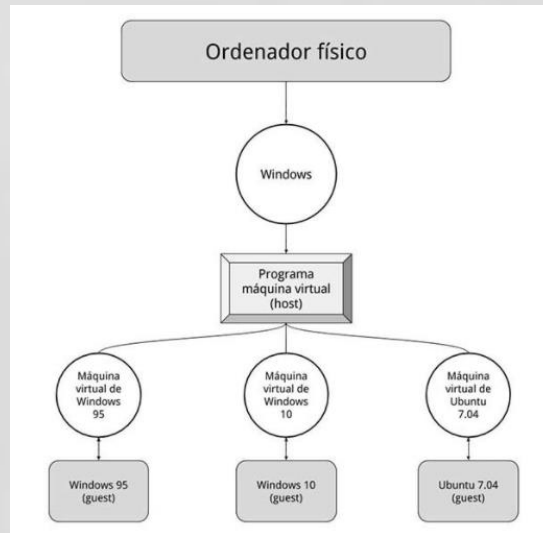 Ordenador físico
Windows
Programa
máquina virtual
(host)
Máquina
virtual de
Windows
95
Máquina
virtual de
Windows
10
Máquina
virtual de
Ubuntu
7.04
Windows 95
(guest)
Windows 10
(guest)
Ubuntu 7.04
(guest)